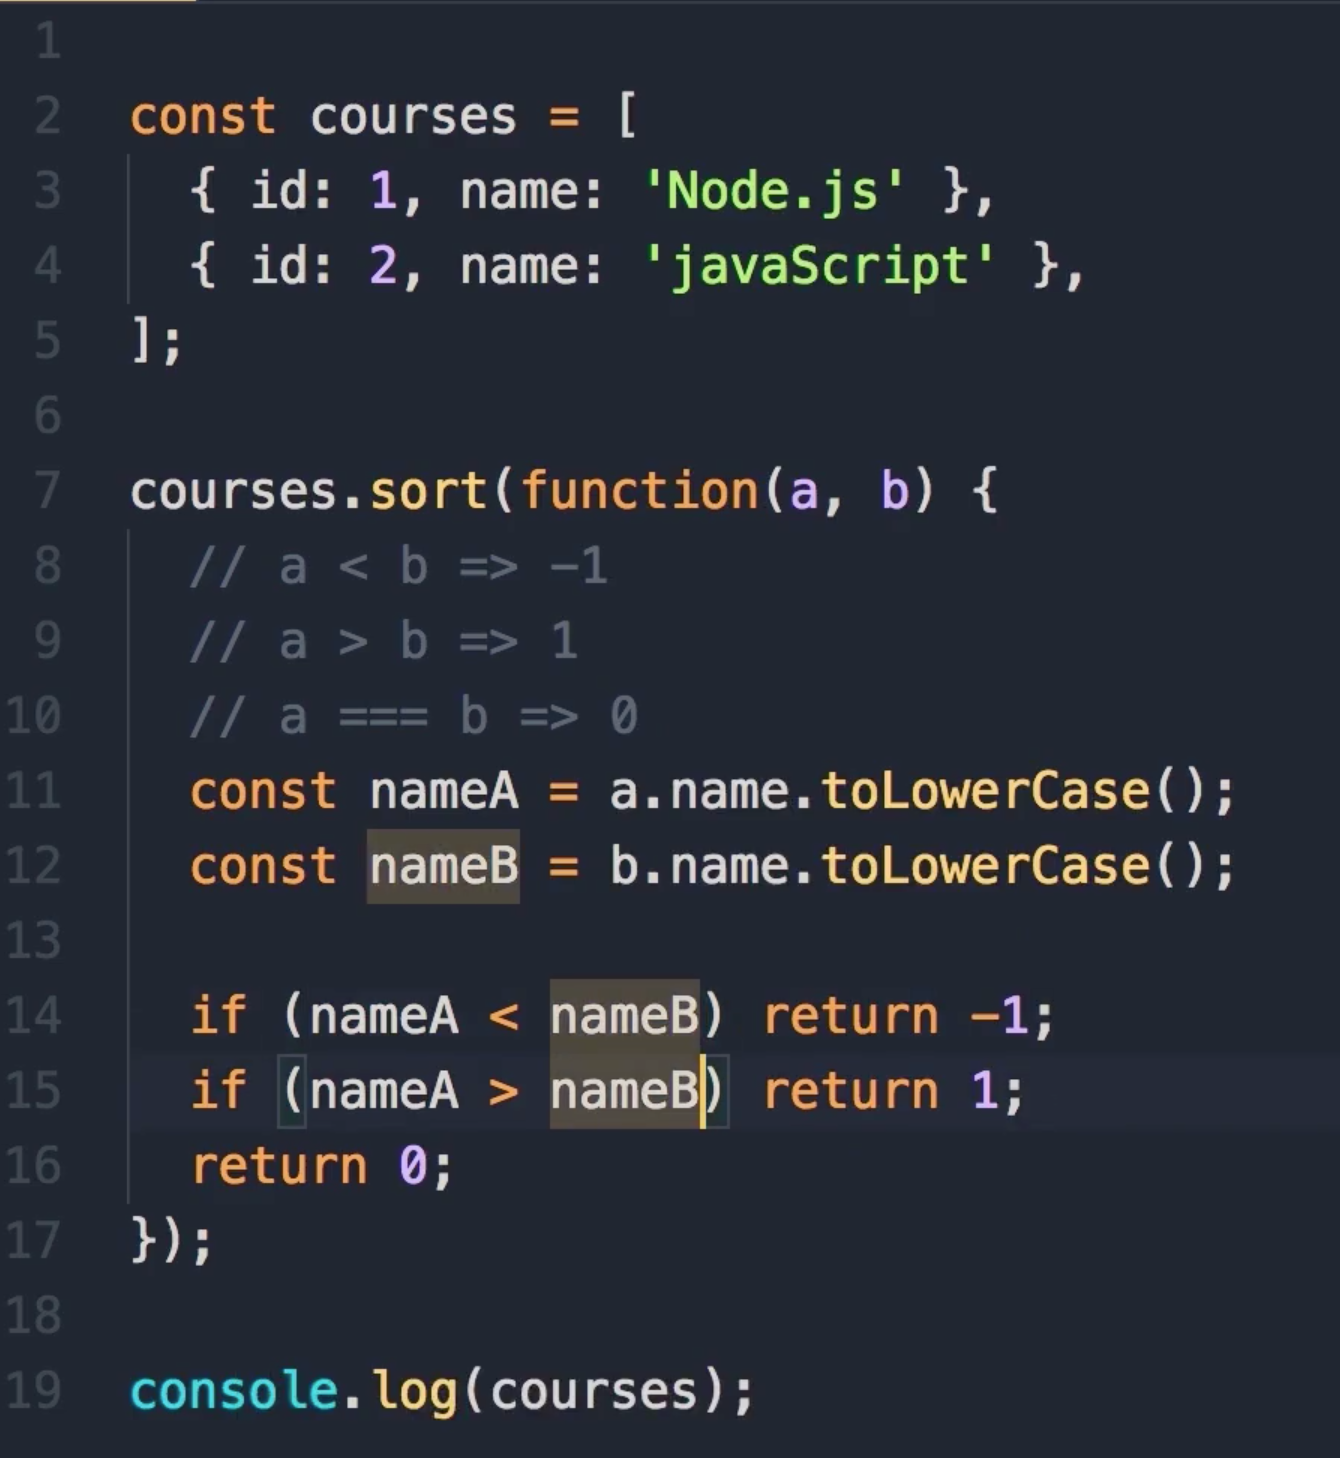 1
2 const courses = [
3 { id: 1, name: 'Node.js' },
4 { id: 2, name: 'javaScript' },
5 ];
6
7 courses.sort(function(a, b) {
8 // a < b => -1
9 // a > b => 1
10 // a === b => 0
11 const nameA = a.name.toLowerCase();
12 const nameB = b.name.toLowerCase();
13
14 if (nameA < nameB) return -1;
15 if (nameA > nameB) return 1;
16 return 0;
17 });
18
19 console.log(courses);